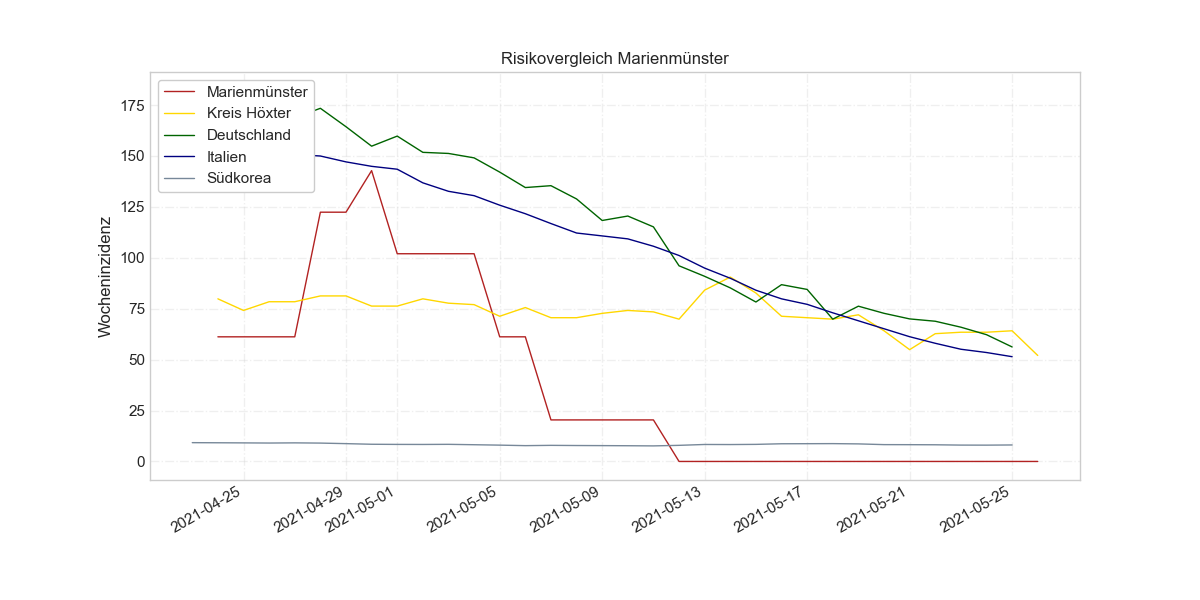 Risikovergleich Marienmünster
Marienmünster
Kreis Höxter
Deutschland
Italien
Südkorea
Wocheninzidenz
175
150
125
100
75
50
25
0
2021-04-25
2021-04-29
2021-05-01
2021-05-05
2021-05-09
2021-05-13
2021-05-17
2021-05-21
2021-05-25